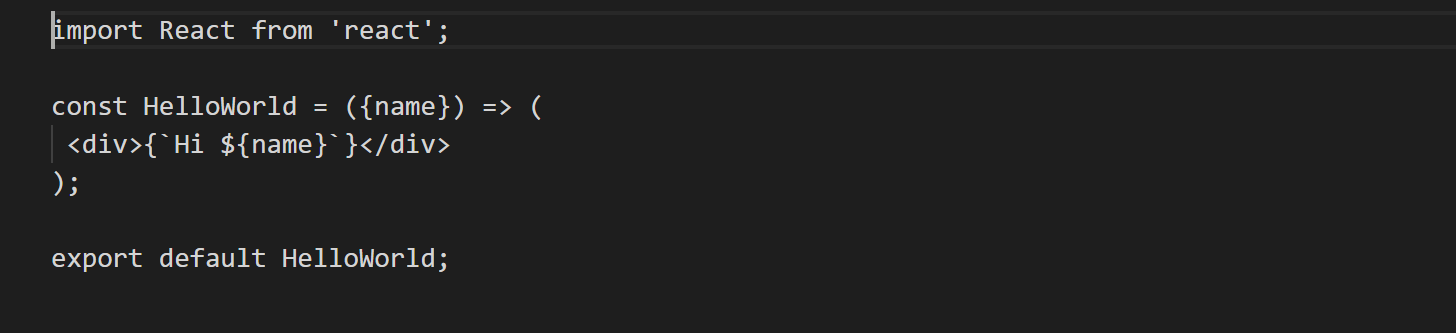 import React from 'react';
const HelloWorld = ({name}) => (
<div>{`Hi ${name}`}</div>
);
export default HelloWorld;